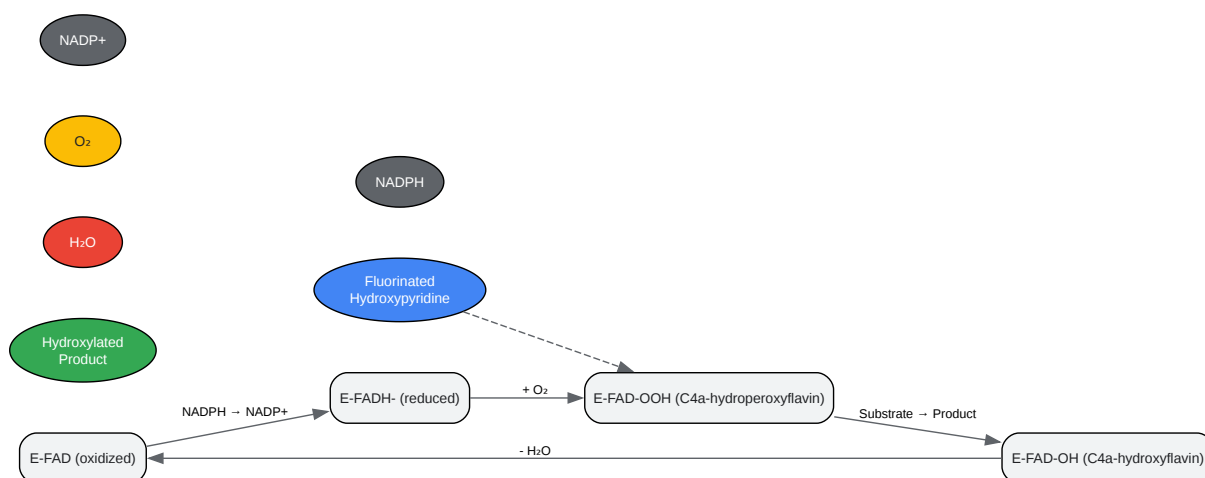 NADP+
O₂
NADPH
H₂O
Fluorinated
Hydroxypyridine
Hydroxylated
Product
NADPH → NADP+
E-FADH- (reduced)
+ O₂
E-FAD-OOH (C4a-hydroperoxyflavin)
Substrate → Product
E-FAD (oxidized)
- H₂O
E-FAD-OH (C4a-hydroxyflavin)